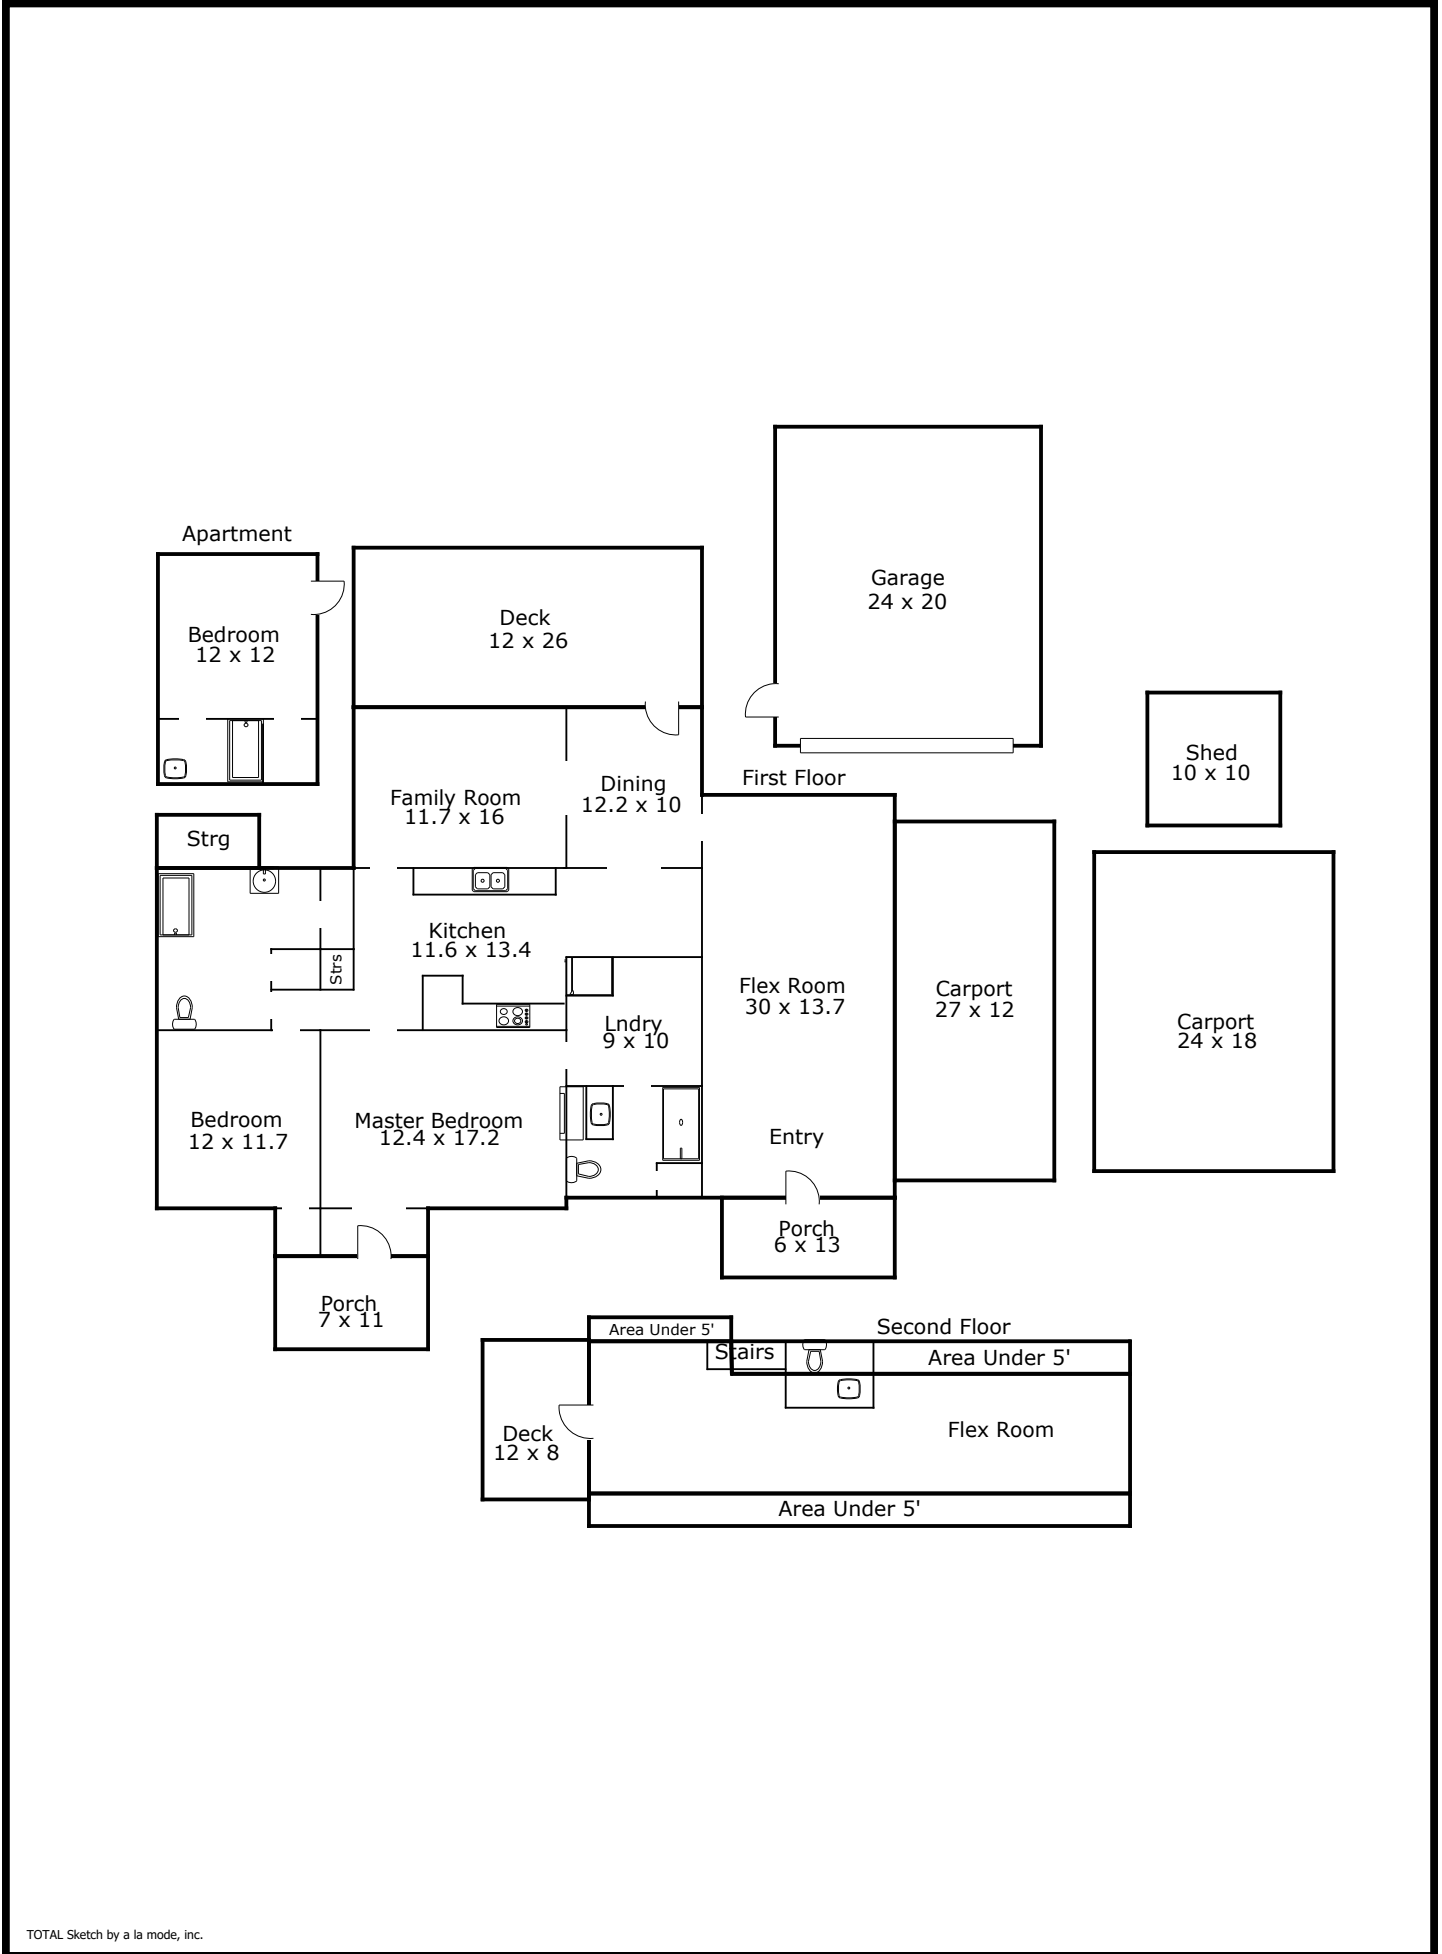 Apartment
Bedroom
12 x 12
Deck
12 x 26
Garage
24 x 20
Shed
10 x 10
First Floor
Family Room
11.7 x 16
Dining
12.2 x 10
Strg
Kitchen
11.6 x 13.4
Strs
Flex Room
30 x 13.7
Carport
27 x 12
Carport
24 x 18
Lndry
9 x 10
Bedroom
12 x 11.7
Master Bedroom
12.4 x 17.2
Entry
Porch
6 x 13
Porch
7 x 11
Second Floor
Area Under 5'
Stairs
Area Under 5'
Deck
12 x 8
Flex Room
Area Under 5'
TOTAL Sketch by a la mode, inc.